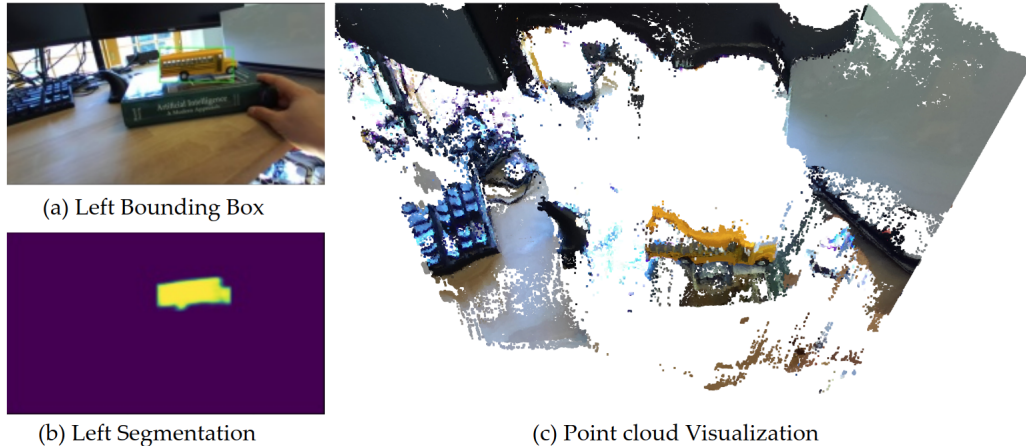 Artificial Intelligence
A Modern Approach
(a) Left Bounding Box
(b) Left Segmentation
(c) Point cloud Visualization